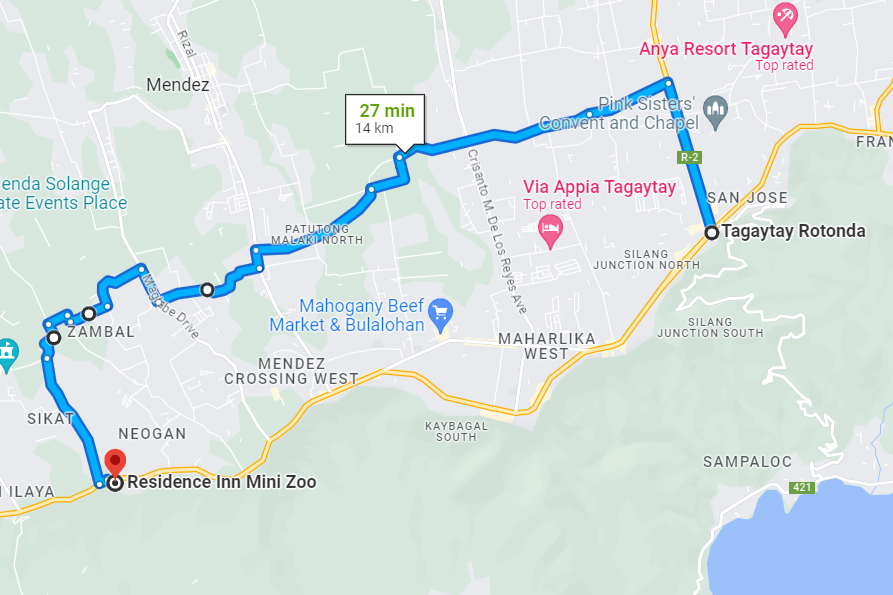 Anya Resort Tagaytay
Top rated
Rizal
Mendez
27 min
14 km
Pink Sisters'
Convent and Chapel
FRAN
R-2
Crisanto M. De Los Reyes Ave
enda Solange
ate Events Place
Via Appia Tagaytay
Top rated
SAN JOSE
Tagaytay Rotonda
PATUTONG
MALAKI NORTH
SILANG
JUNCTION NORTH
Magabe Drive
ZAMBAL
Mahogany Beef
Market & Bulalohan
SILANG
JUNCTION SOUTH
MAHARLIKA
WEST
MENDEZ
CROSSING WEST
SIKAT
NEOGAN
KAYBAGAL
SOUTH
SAMPALOC
Residence Inn Mini Zoo
421
ILAYA